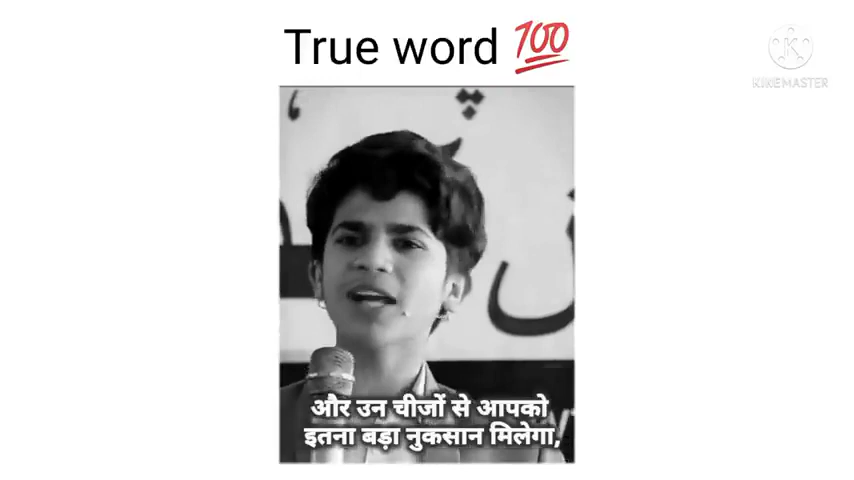 True word 💯
KINEMASTER
और उन चीजों से आपको
इतना बड़ा नुकसान मिलेगा,